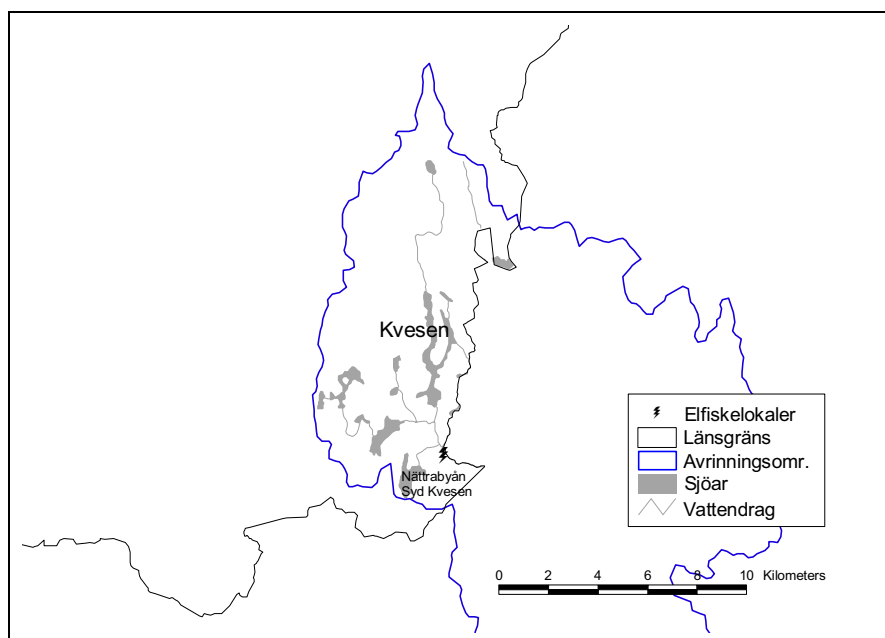 Kvesen
Nättrabyån
Syd Kvesen
Elfiskelokaler
Länsgräns
Avrinningsomr.
Sjöar
Vattendrag
0 2 4 6 8 10 Kilometers